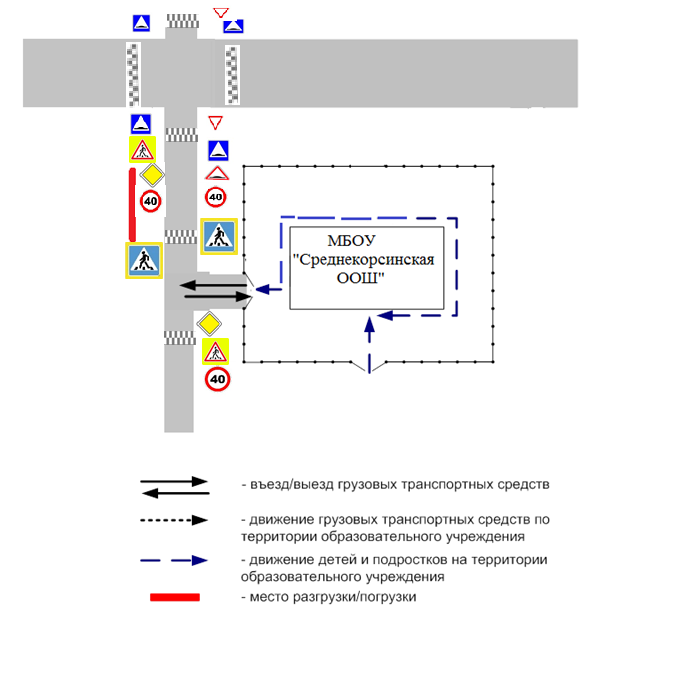 40
40
МБОУ
"Среднекорсинская
ООШ"
40
- въезд/выезд грузовых транспортных средств
- движение грузовых транспортных средств по
территории образовательного учреждения
- движение детей и подростков на территории
образовательного учреждения
- место разгрузки/погрузки